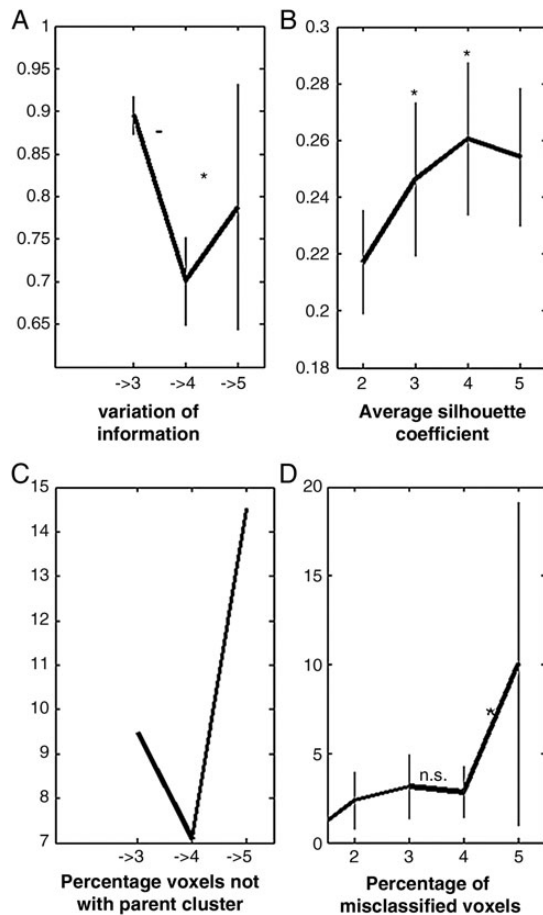 A
1
0.95
0.9
0.85
0.8
0.75
0.7
0.65
-
*
->3 ->4 ->5
variation of
information
B
0.3
0.28
0.26
0.24
0.22
0.2
0.18
* *
2 3 4 5
Average silhouette
coefficient
C
15
14
13
12
11
10
9
8
7
->3 ->4 ->5
Percentage voxels not
with parent cluster
D
20
15
10
5
0
n.s.
*
2 3 4 5
Percentage of
misclassified voxels